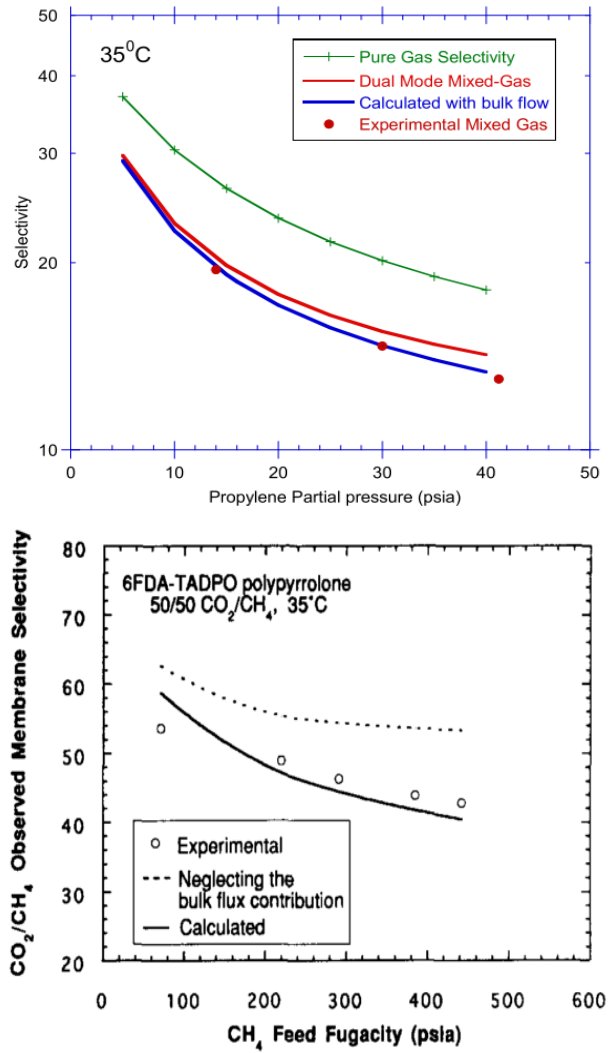 50
35⁰C
Pure Gas Selectivity
Dual Mode Mixed-Gas
Calculated with bulk flow
Experimental Mixed Gas
40
30
Selectivity
20
10
0 10 20 30 40 50
Propylene Partial pressure (psia)
80
6FDA-TADPO polypyrrolone
50/50 CO₂/CH₄, 35°C
70
60
CO₂/CH₄ Observed Membrane Selectivity
50
40
Experimental
Neglecting the
bulk flux contribution
Calculated
30
20
0 100 200 300 400 500 600
CH₄ Feed Fugacity (psia)